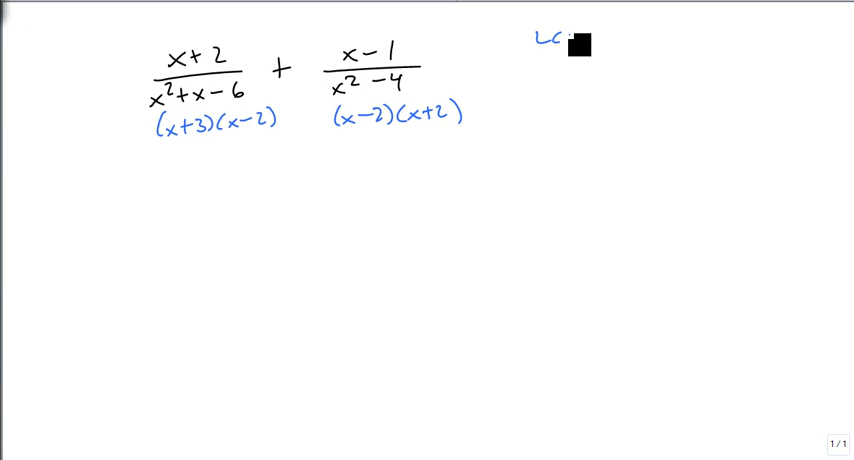 x+2 / x²+x-6 + x-1 / x²-4
(x+3)(x-2) (x-2)(x+2)
LC
1 / 1